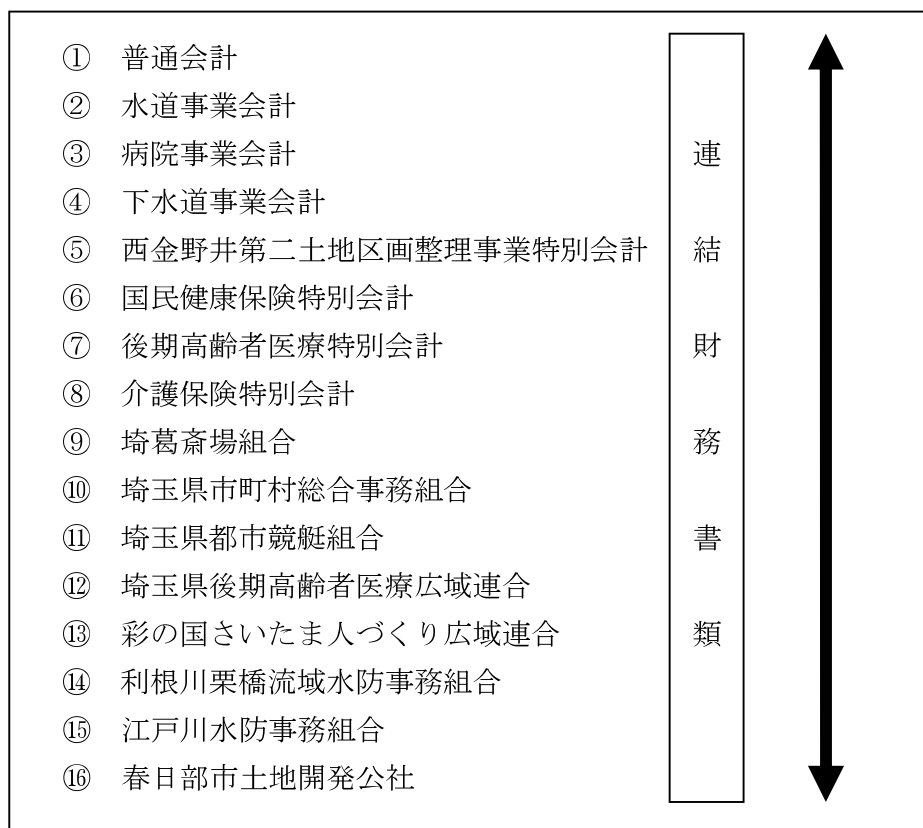 ① 普通会計
② 水道事業会計
③ 病院事業会計
④ 下水道事業会計
⑤ 西金野井第二土地区画整理事業特別会計
⑥ 国民健康保険特別会計
⑦ 後期高齢者医療特別会計
⑧ 介護保険特別会計
⑨ 埼葛斎場組合
⑩ 埼玉県市町村総合事務組合
⑪ 埼玉県都市競艇組合
⑫ 埼玉県後期高齢者医療広域連合
⑬ 彩の国さいたま人づくり広域連合
⑭ 利根川栗橋流域水防事務組合
⑮ 江戸川水防事務組合
⑯ 春日部市土地開発公社
連結財務書類